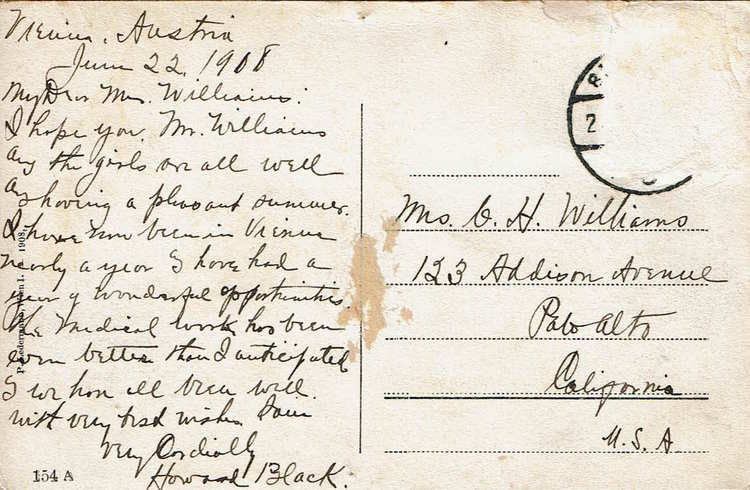 Vienna, Austria
June 22, 1908
My Dear Mrs. Williams:
I hope you, Mr. Williams
and the girls are all well
and having a pleasant summer.
I have now been in Vienna
nearly a year & have had a
year of wonderful opportunities
The Medical work has been
even better than I anticipated
& we have all been well.
With very best wishes I am
Very Cordially
Howard Black.
Mrs. C. H. Williams
123 Addison Avenue
Palo Alto
California
U.S.A.
P. Ledermann, Wien I. 1908.
154 A
2